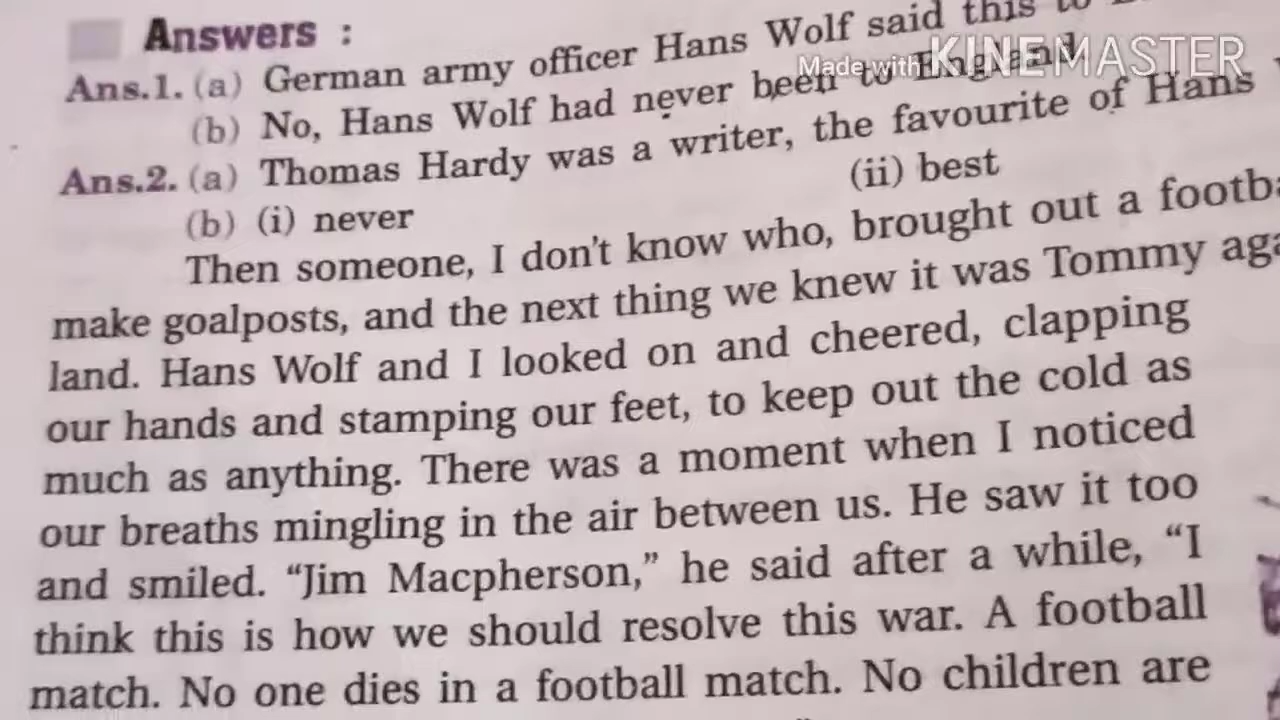 Answers :
Ans.1. (a) German army officer Hans Wolf said this to
Made with KINEMASTER
(b) No, Hans Wolf had never been to England.
Ans.2. (a) Thomas Hardy was a writer, the favourite of Hans
(b) (i) never (ii) best
Then someone, I don't know who, brought out a
make goalposts, and the next thing we knew it was Tommy
land. Hans Wolf and I looked on and cheered, clapping
our hands and stamping our feet, to keep out the cold as
much as anything. There was a moment when I noticed
our breaths mingling in the air between us. He saw it too
and smiled. “Jim Macpherson,” he said after a while, “I
think this is how we should resolve this war. A football
match. No one dies in a football match. No children are